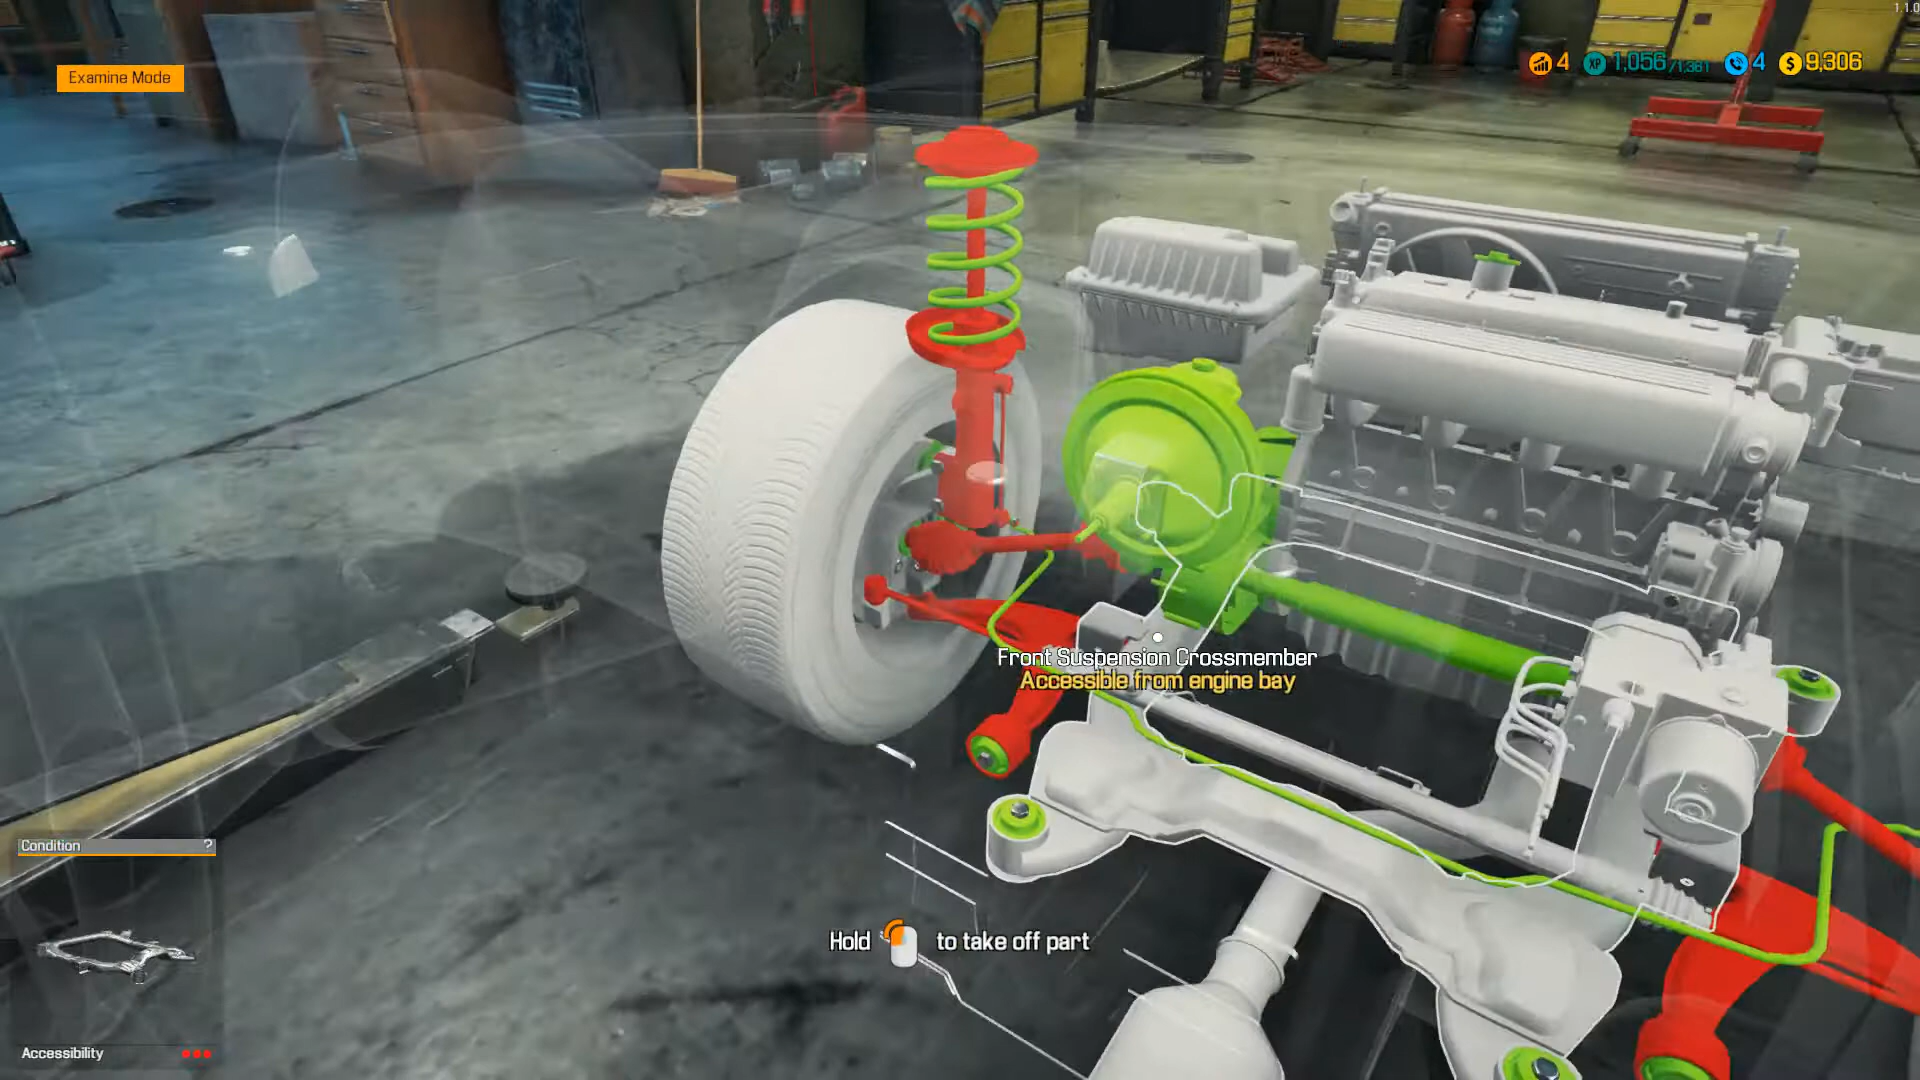 1.1.0
Examine Mode
4 XP 1,056/1,381 4 $ 9,306
Front Suspension Crossmember
Accessible from engine bay
Condition ?
Hold to take off part
Accessibility